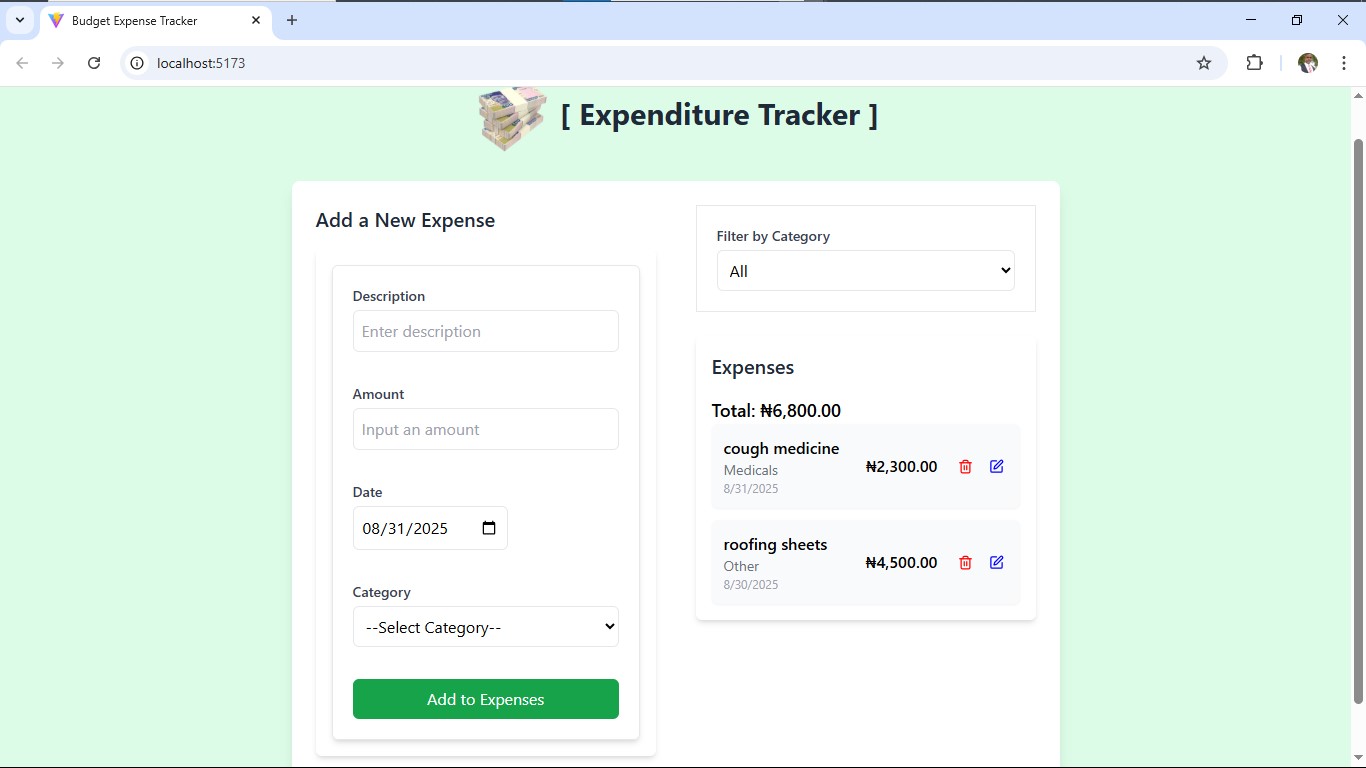 Budget Expense Tracker
localhost:5173
[ Expenditure Tracker ]
Add a New Expense
Description
Enter description
Amount
Input an amount
Date
08/31/2025
Category
--Select Category--
Add to Expenses
Filter by Category
All
Expenses
Total: ₦6,800.00
cough medicine
Medicals
8/31/2025
₦2,300.00
roofing sheets
Other
8/30/2025
₦4,500.00